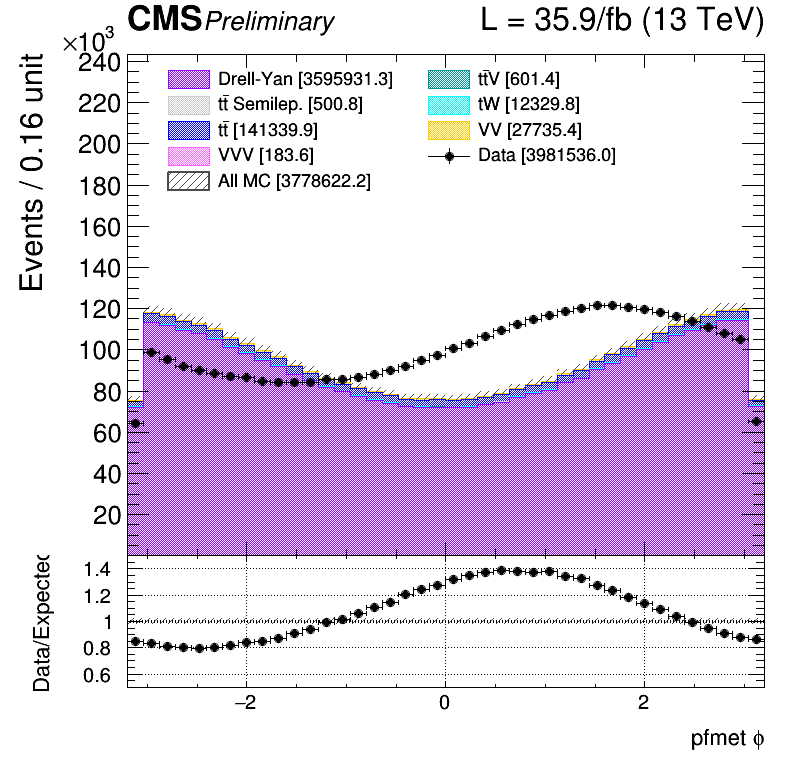 CMS Preliminary L = 35.9/fb (13 TeV)
×10³
Events / 0.16 unit
240
220
200
180
160
140
120
100
80
60
40
20
Drell-Yan [3595931.3]
tt̄ Semilep. [500.8]
tt̄ [141339.9]
VVV [183.6]
All MC [3778622.2]
tt̄V [601.4]
tW [12329.8]
VV [27735.4]
Data [3981536.0]
Data/Expected
1.4
1.2
1
0.8
0.6
−2 0 2
pfmet ϕ